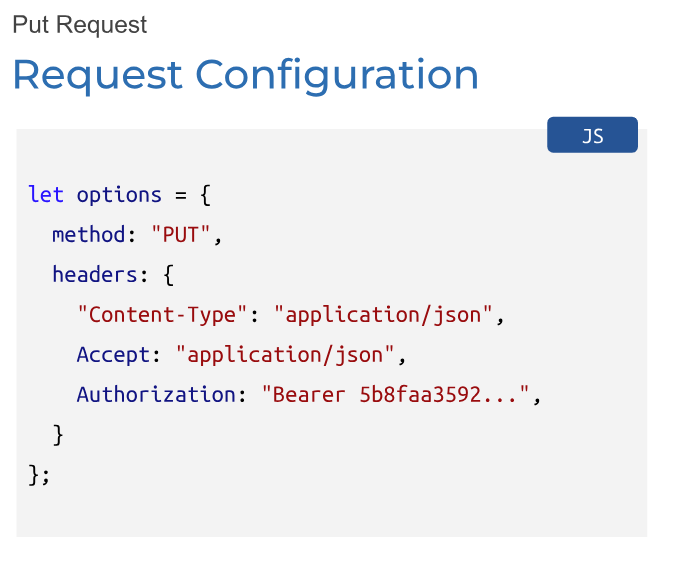 Put Request
Request Configuration
JS
let options = {
  method: "PUT",
  headers: {
    "Content-Type": "application/json",
    Accept: "application/json",
    Authorization: "Bearer 5b8faa3592...",
  }
};